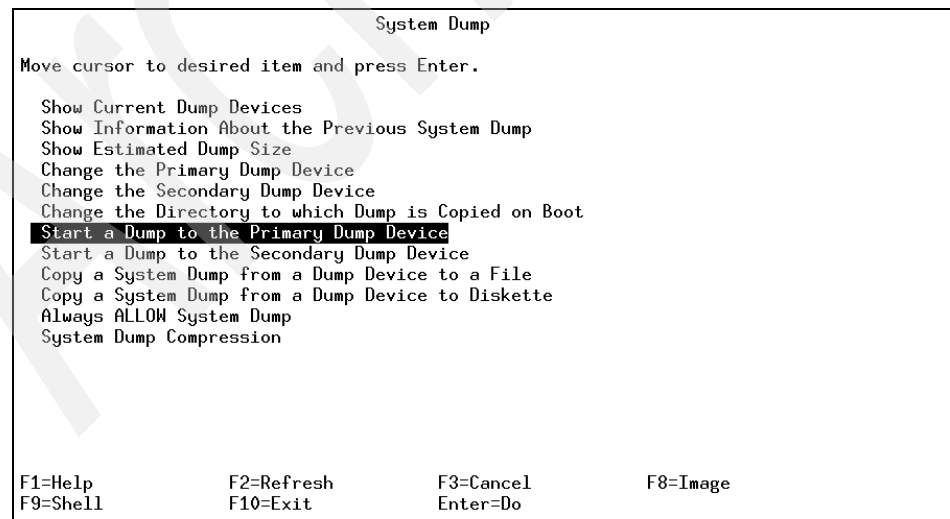 System Dump
Move cursor to desired item and press Enter.
Show Current Dump Devices
Show Information About the Previous System Dump
Show Estimated Dump Size
Change the Primary Dump Device
Change the Secondary Dump Device
Change the Directory to which Dump is Copied on Boot
Start a Dump to the Primary Dump Device
Start a Dump to the Secondary Dump Device
Copy a System Dump from a Dump Device to a File
Copy a System Dump from a Dump Device to Diskette
Always ALLOW System Dump
System Dump Compression
F1=Help F2=Refresh F3=Cancel F8=Image
F9=Shell F10=Exit Enter=Do